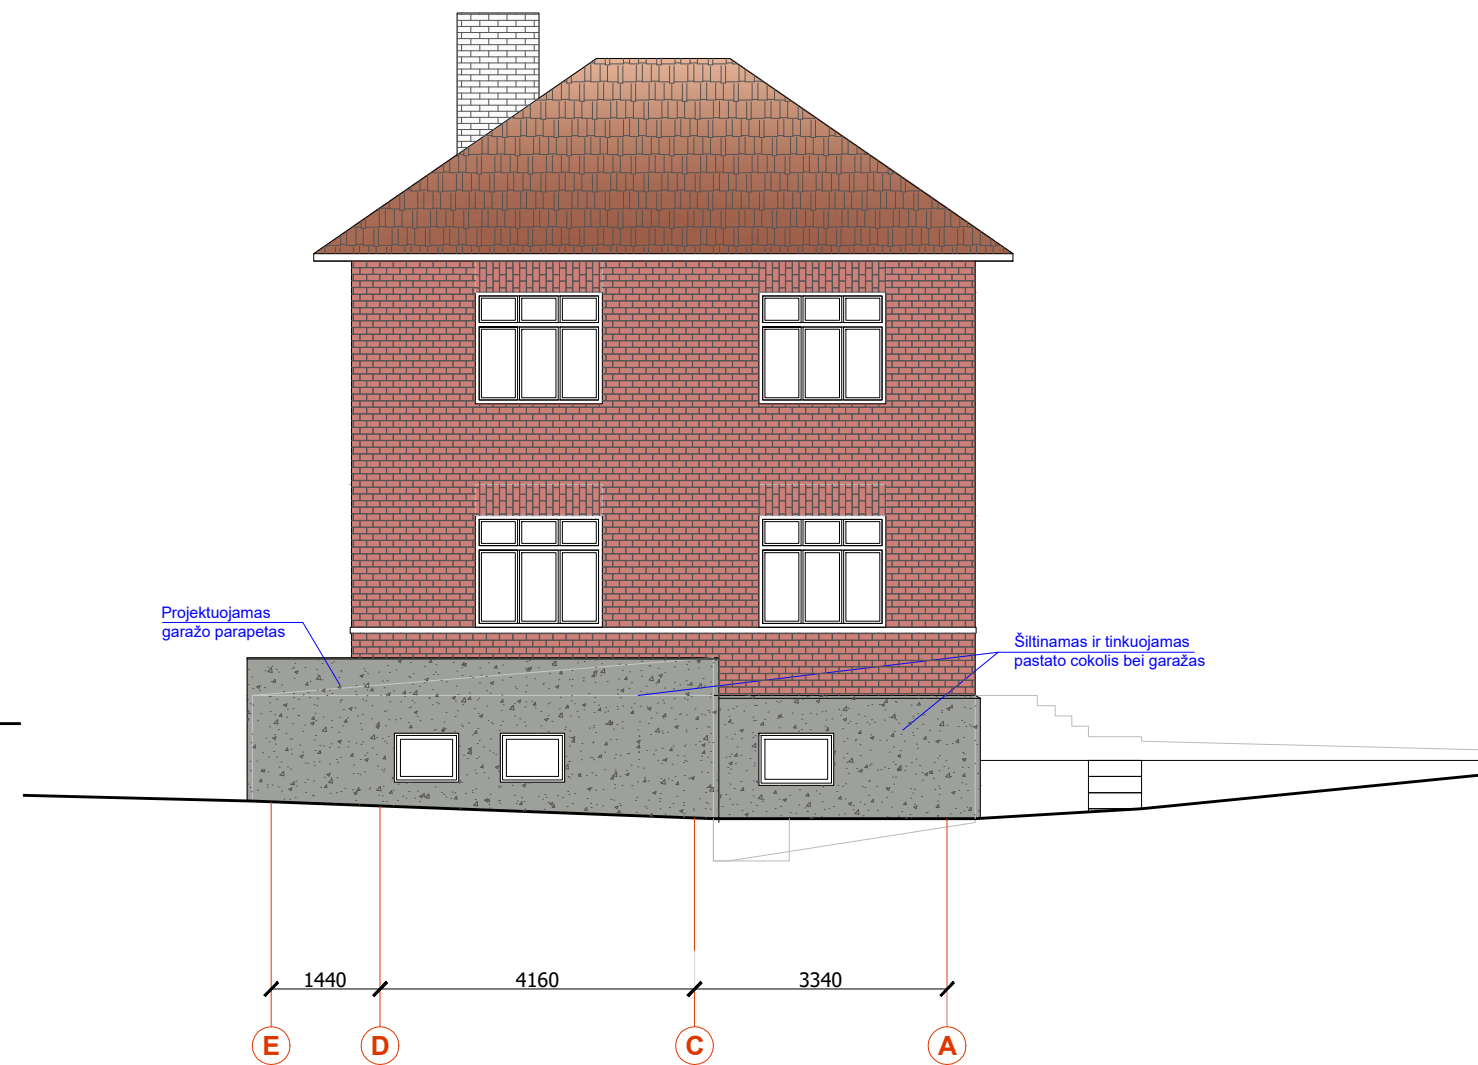 Projektuojamas
garažo parapetas
Šiltinamas ir tinkuojamas
pastato cokolis bei garažas
1440 4160 3340
E D C A